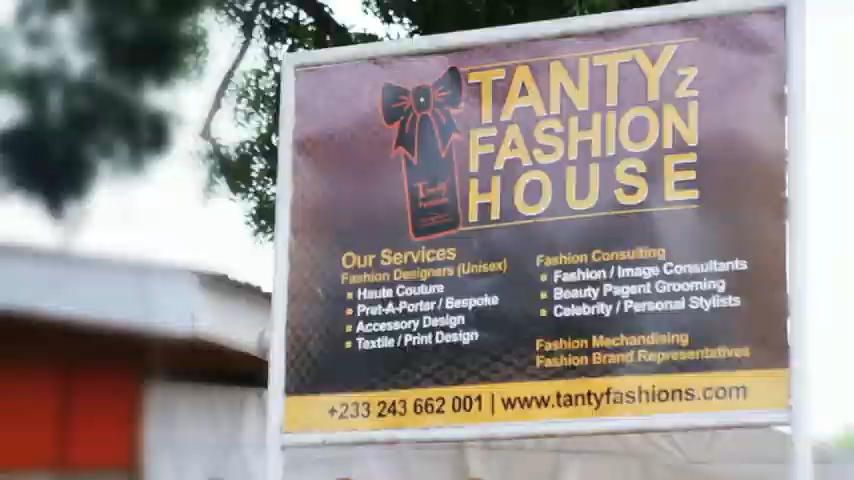 TANTYz
FASHION
HOUSE
Tanty
Our Services
Fashion Designers (Unisex)
Haute Couture
Pret-A-Porter / Bespoke
Accessory Design
Textile / Print Design
Fashion Consulting
Fashion / Image Consultants
Beauty Pagent Grooming
Celebrity / Personal Stylists
Fashion Mechandising
Fashion Brand Representatives
+233 243 662 001 | www.tantyfashions.com